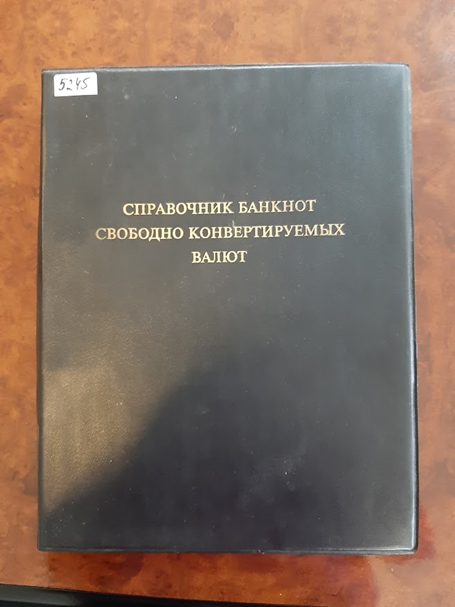 5245
СПРАВОЧНИК БАНКНОТ
СВОБОДНО КОНВЕРТИРУЕМЫХ
ВАЛЮТ